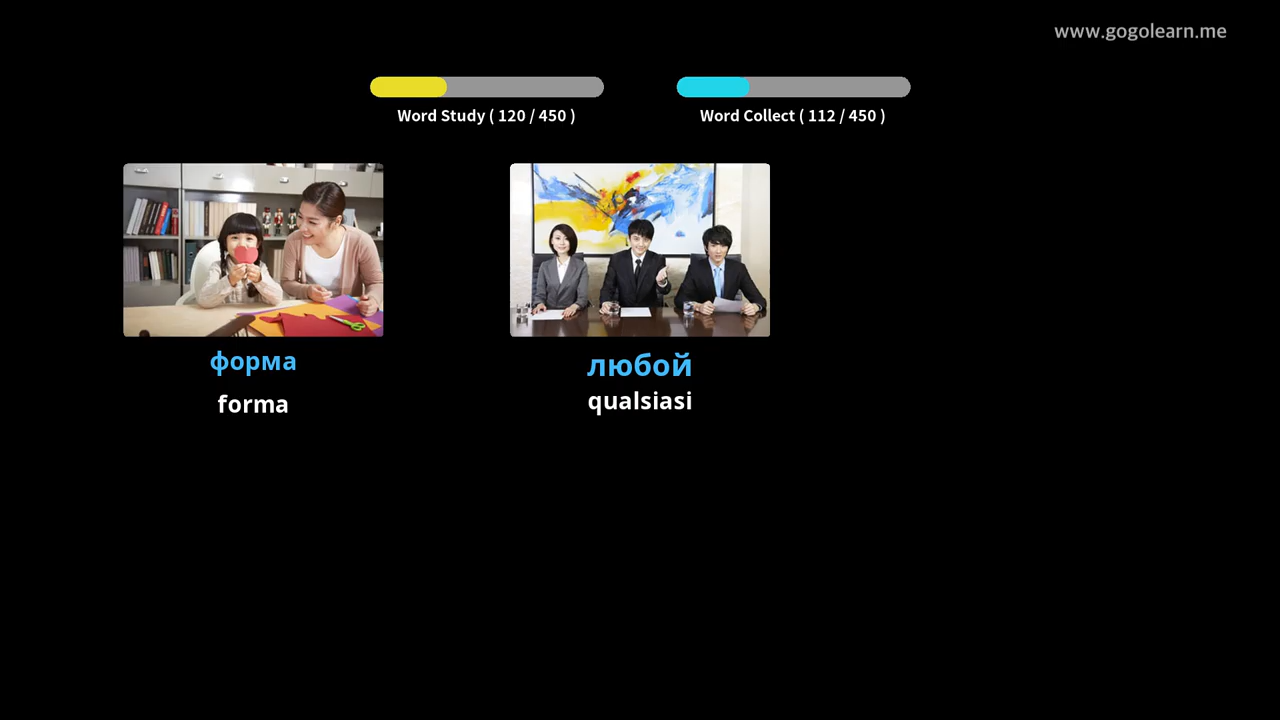 www.gogolearn.me
Word Study ( 120 / 450 )
Word Collect ( 112 / 450 )
форма
forma
любой
qualsiasi